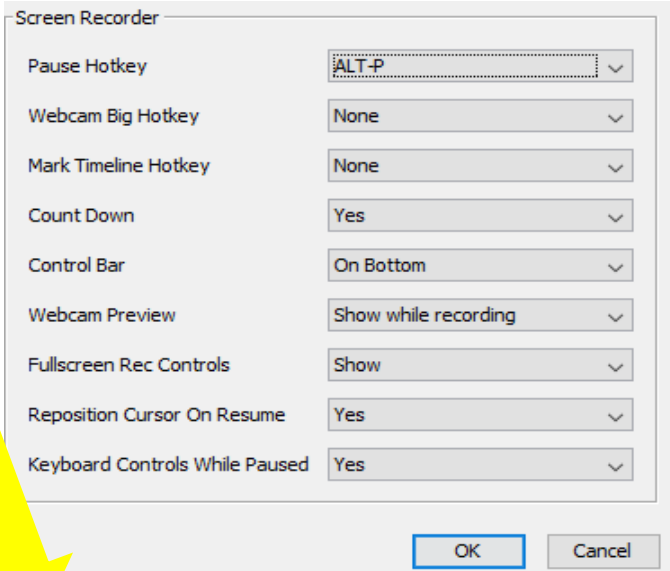 Screen Recorder
Pause Hotkey ALT-P
Webcam Big Hotkey None
Mark Timeline Hotkey None
Count Down Yes
Control Bar On Bottom
Webcam Preview Show while recording
Fullscreen Rec Controls Show
Reposition Cursor On Resume Yes
Keyboard Controls While Paused Yes
OK Cancel